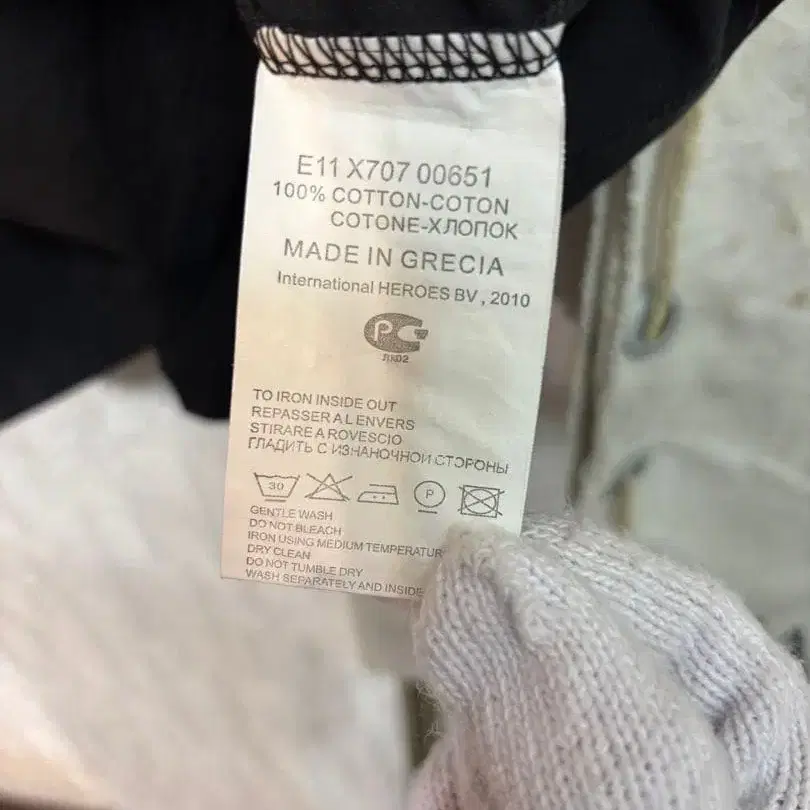 E11 X707 00651
100% COTTON-COTON
COTONE-ХЛОПОК
MADE IN GRECIA
International HEROES BV , 2010
TO IRON INSIDE OUT
REPASSER A L ENVERS
STIRARE A ROVESCIO
ГЛАДИТЬ С ИЗНАНОЧНОЙ СТОРОНЫ
30
P
GENTLE WASH
DO NOT BLEACH
IRON USING MEDIUM TEMPERATUR
DRY CLEAN
DO NOT TUMBLE DRY
WASH SEPARATELY AND INSIDE